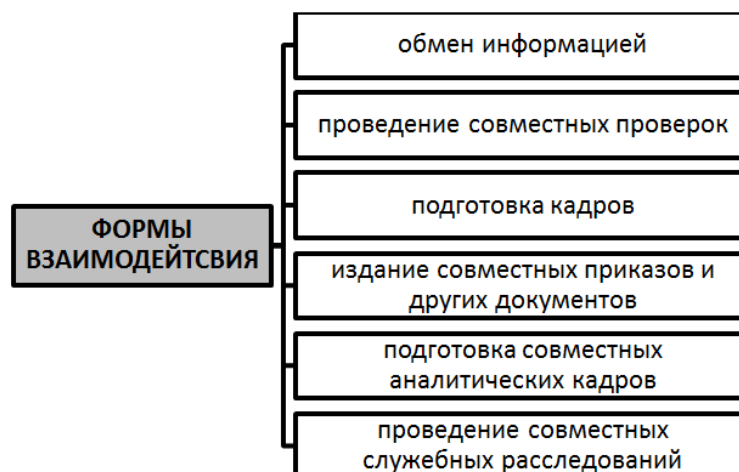 ФОРМЫ
ВЗАИМОДЕЙТСВИЯ
обмен информацией
проведение совместных проверок
подготовка кадров
издание совместных приказов и
других документов
подготовка совместных
аналитических кадров
проведение совместных
служебных расследований